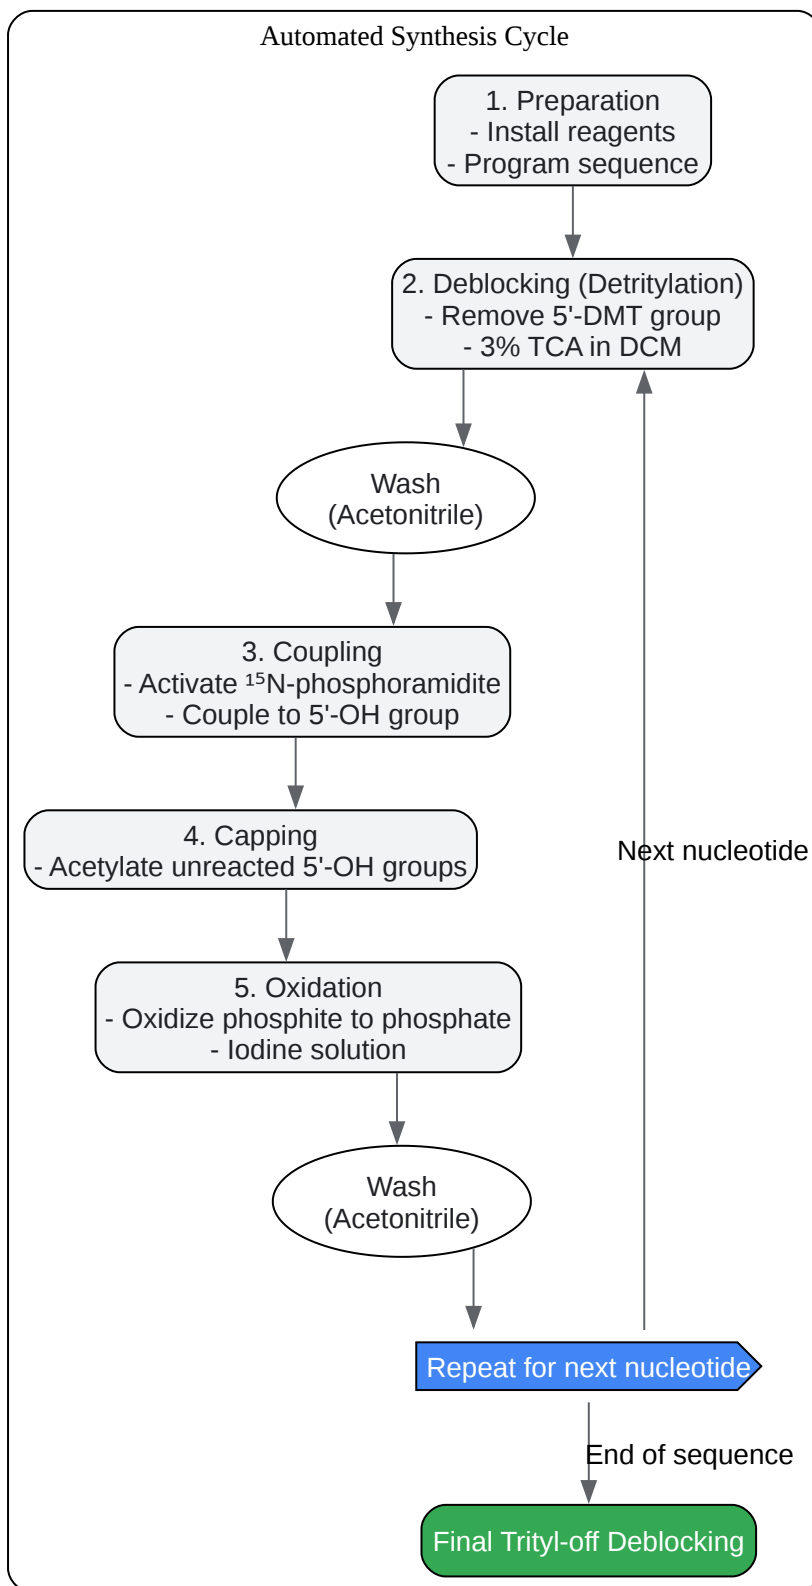 Automated Synthesis Cycle
1. Preparation
- Install reagents
- Program sequence
2. Deblocking (Detritylation)
- Remove 5'-DMT group
- 3% TCA in DCM
Wash
(Acetonitrile)
3. Coupling
- Activate ¹⁵N-phosphoramidite
- Couple to 5'-OH group
4. Capping
- Acetylate unreacted 5'-OH groups
Next nucleotide
5. Oxidation
- Oxidize phosphite to phosphate
- Iodine solution
Wash
(Acetonitrile)
Repeat for next nucleotide
End of sequence
Final Trityl-off Deblocking